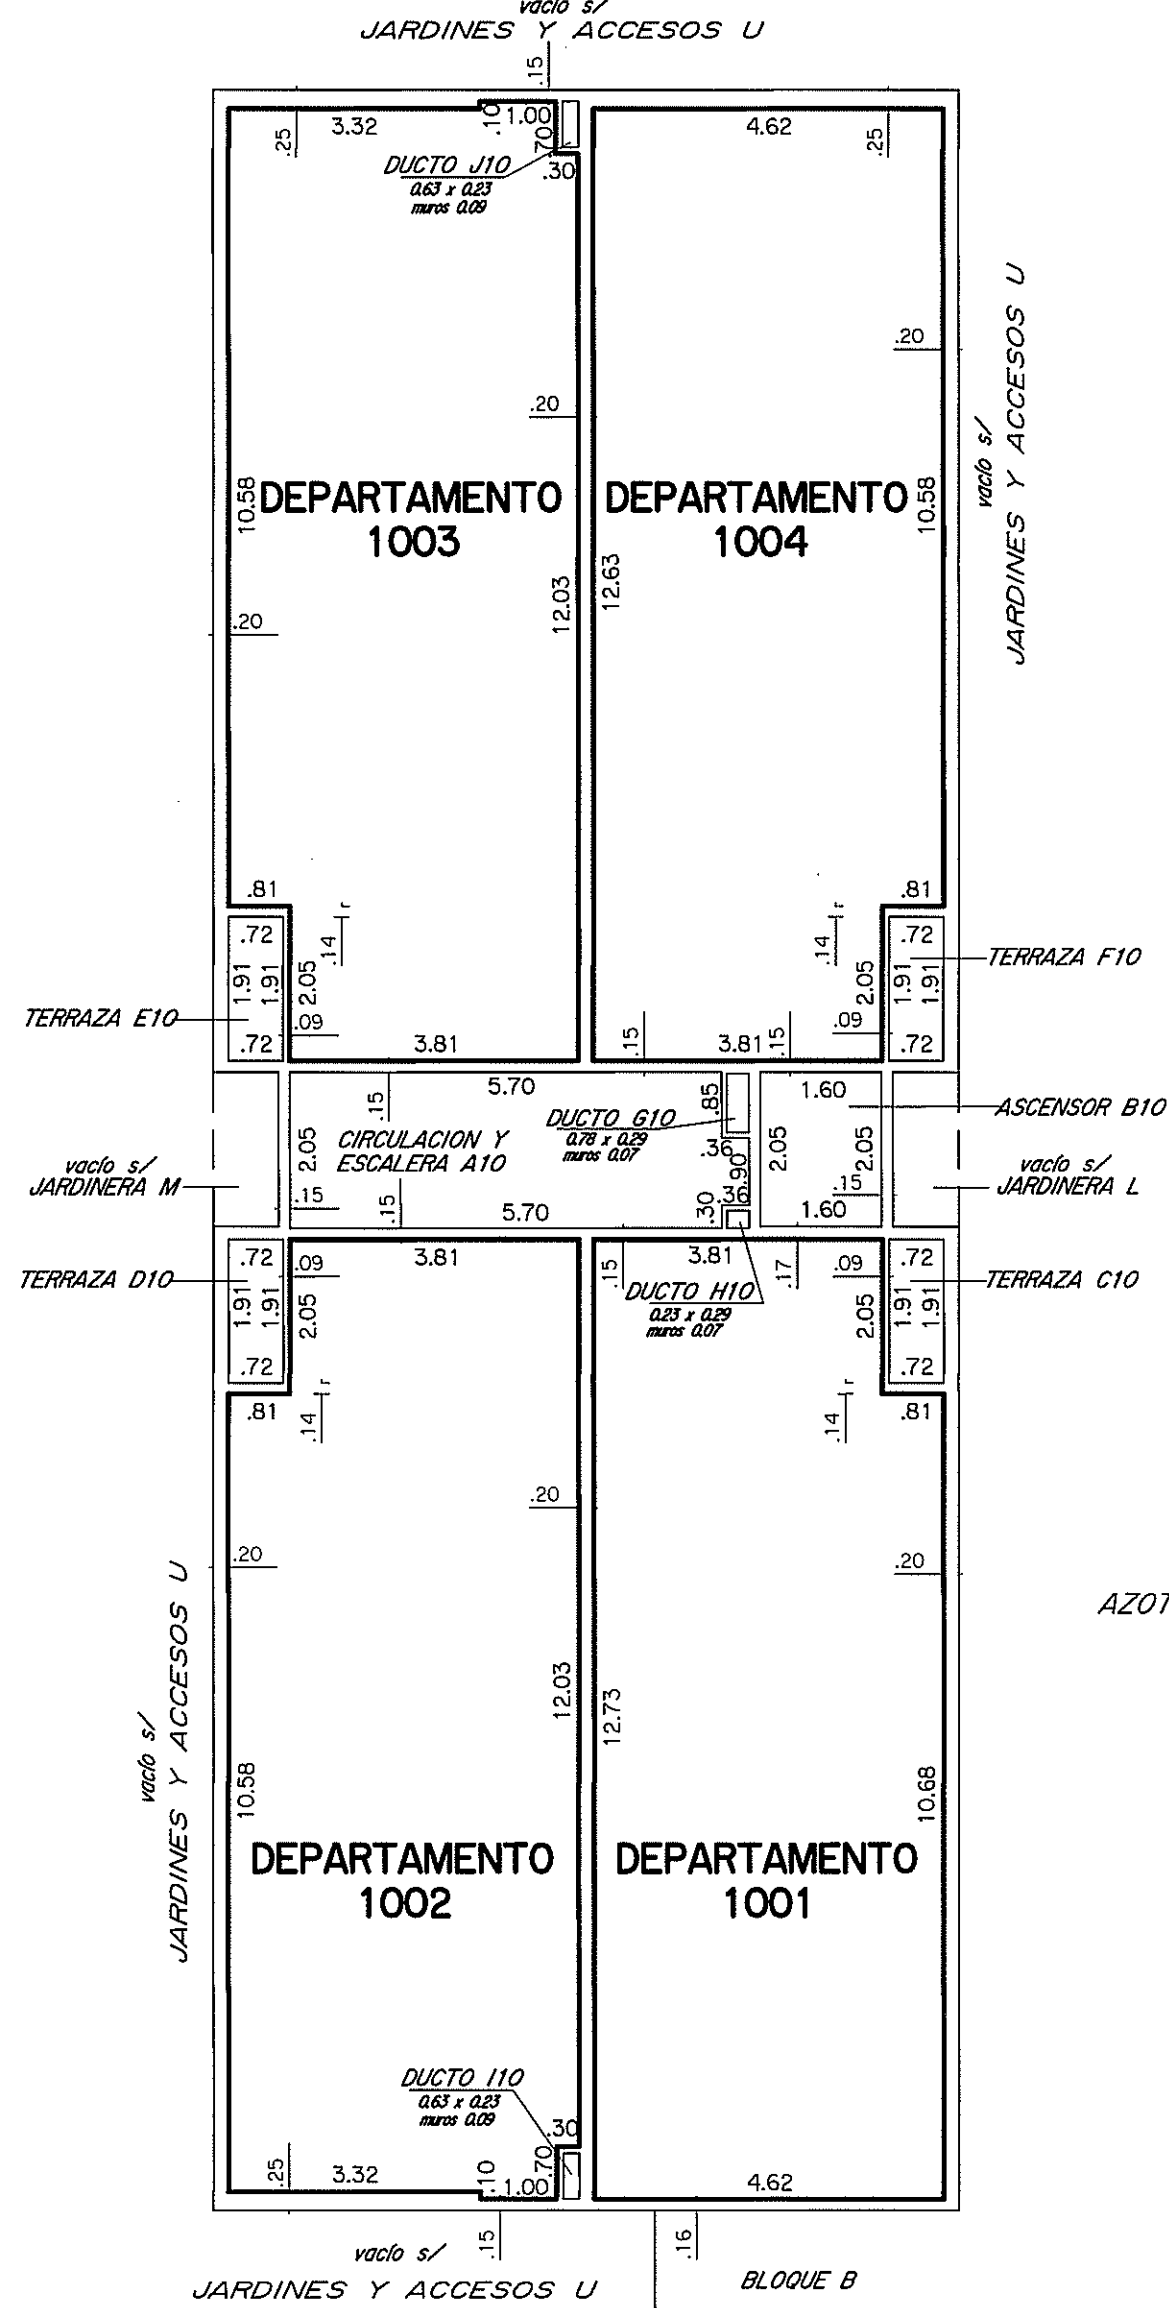 vacío s/
JARDINES Y ACCESOS U
.15
.25
3.32
.10
1.00
.70
.30
4.62
.25
DUCTO J10
0.63 x 0.23
muros 0.09
.20
.20
10.58
DEPARTAMENTO
1003
12.03
.20
DEPARTAMENTO
1004
12.63
10.58
vacío s/
JARDINES Y ACCESOS U
.81
.72
.14
r
1.91
1.91
2.05
.09
.72
3.81
TERRAZA E10
.81
.72
.14
r
2.05
1.91
1.91
.09
.72
.15
3.81
.15
TERRAZA F10
5.70
.15
.85
1.60
ASCENSOR B10
DUCTO G10
0.78 x 0.29
muros 0.07
CIRCULACION Y
ESCALERA A10
2.05
.36
.90
2.05
2.05
vacío s/
JARDINERA M
vacío s/
JARDINERA L
.15
.15
5.70
.30
.36
.15
1.60
TERRAZA D10
.72
.09
3.81
.15
3.81
.17
.09
.72
TERRAZA C10
1.91
1.91
2.05
DUCTO H10
0.23 x 0.29
muros 0.07
2.05
1.91
1.91
.72
.72
.81
.14
r
.14
r
.81
.20
.20
.20
AZOT
vacío s/
JARDINES Y ACCESOS U
12.03
12.73
10.58
10.68
DEPARTAMENTO
1002
DEPARTAMENTO
1001
DUCTO I10
0.63 x 0.23
muros 0.09
.30
.25
3.32
.10
1.00
.70
4.62
vacío s/
.15
.16
JARDINES Y ACCESOS U
BLOQUE B